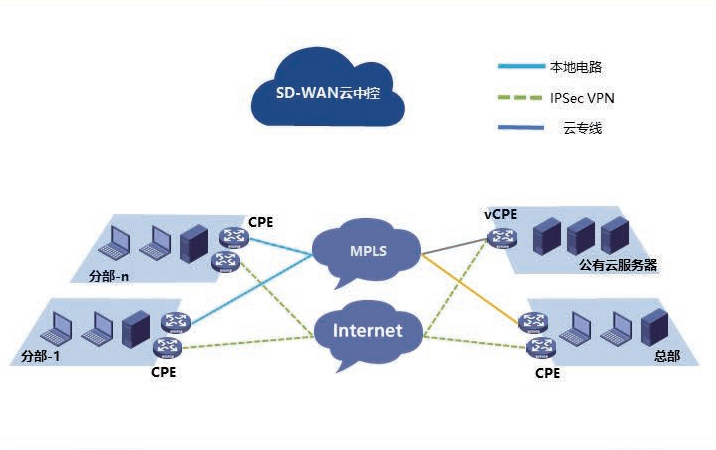 SD-WAN云中控
本地电路
IPSec VPN
云专线
CPE
vCPE
MPLS
分部-n
公有云服务器
Internet
分部-1
CPE
总部
CPE